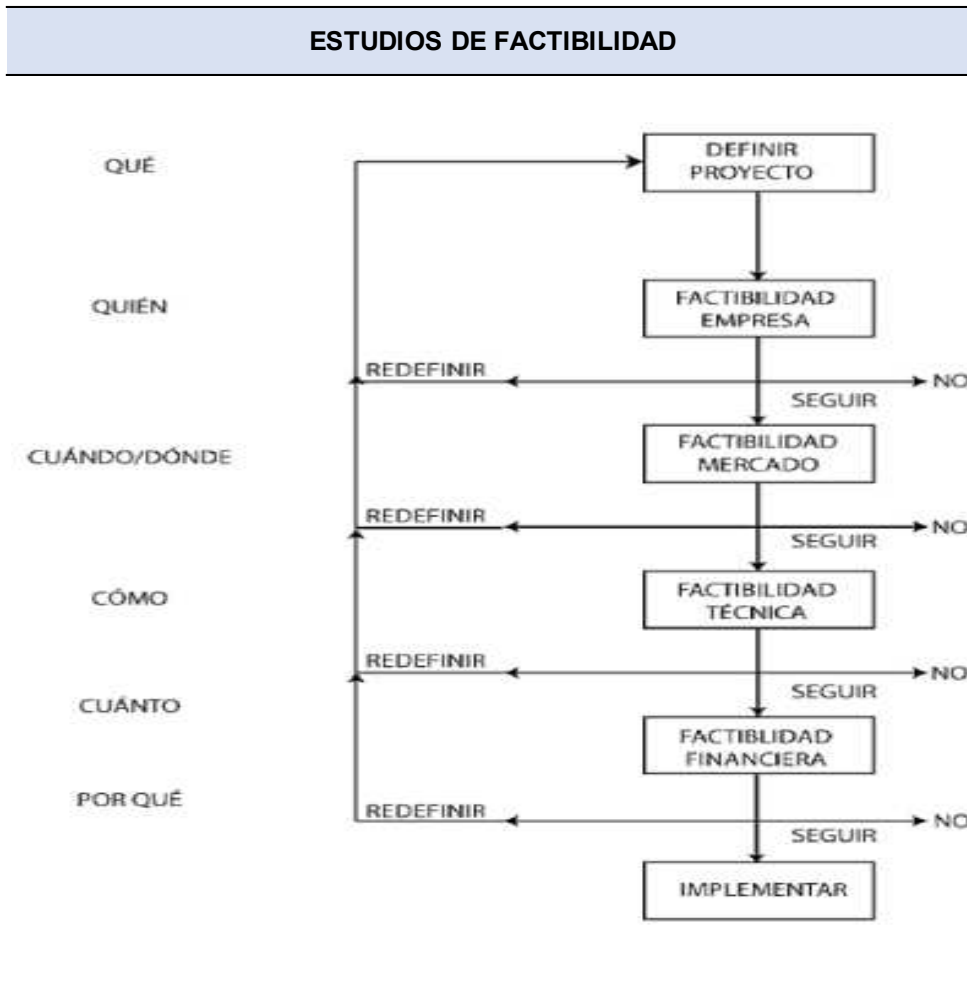 ESTUDIOS DE FACTIBILIDAD
QUÉ
DEFINIR
PROYECTO
QUIÉN
FACTIBILIDAD
EMPRESA
REDEFINIR
NO
SEGUIR
CUÁNDO/DÓNDE
FACTIBILIDAD
MERCADO
REDEFINIR
NO
SEGUIR
CÓMO
FACTIBILIDAD
TÉCNICA
REDEFINIR
NO
SEGUIR
CUÁNTO
FACTIBLIDAD
FINANCIERA
POR QUÉ
REDEFINIR
NO
SEGUIR
IMPLEMENTAR